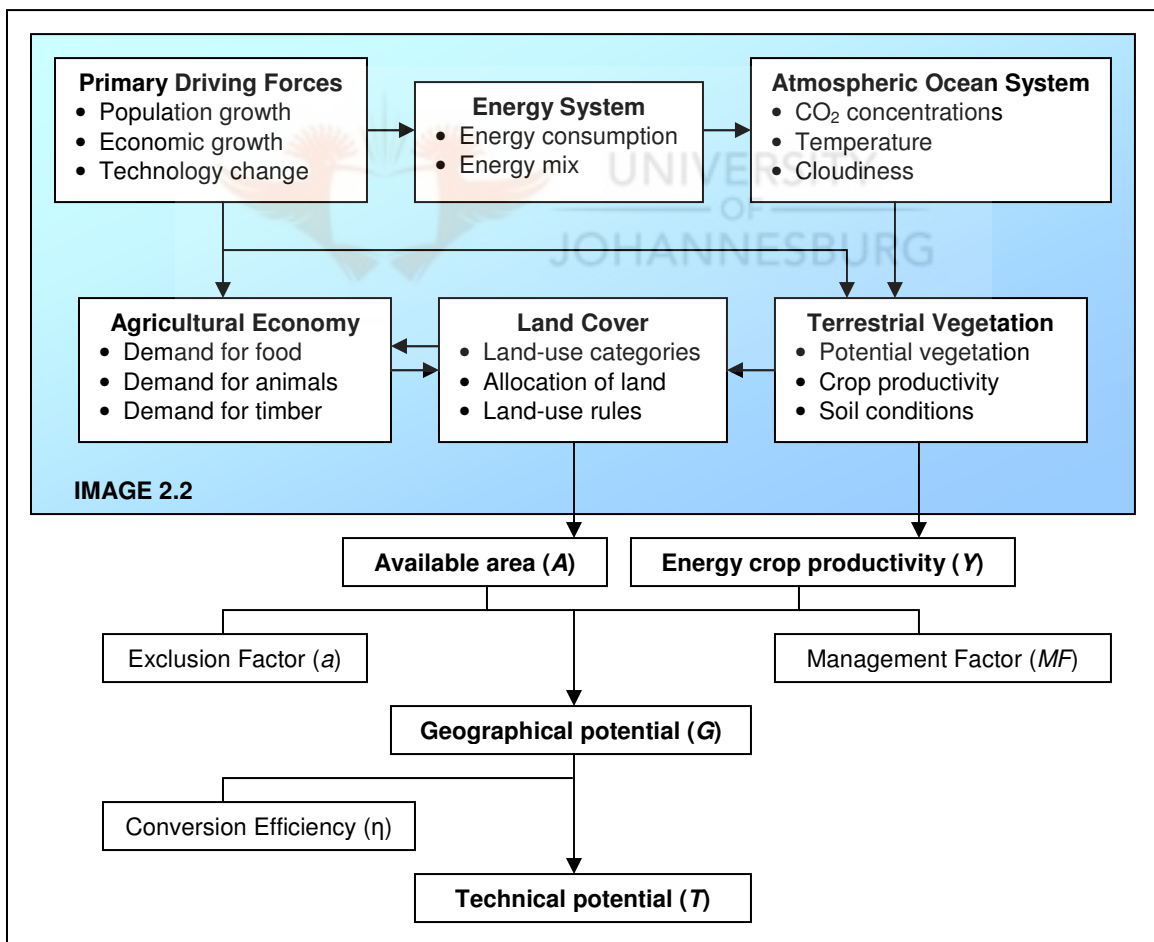 Primary Driving Forces
• Population growth
• Economic growth
• Technology change
Energy System
• Energy consumption
• Energy mix
Atmospheric Ocean System
• CO₂ concentrations
• Temperature
• Cloudiness
UNIVERSITY
OF
JOHANNESBURG
Agricultural Economy
• Demand for food
• Demand for animals
• Demand for timber
Land Cover
• Land-use categories
• Allocation of land
• Land-use rules
Terrestrial Vegetation
• Potential vegetation
• Crop productivity
• Soil conditions
IMAGE 2.2
Available area (A)
Energy crop productivity (Y)
Exclusion Factor (a)
Management Factor (MF)
Geographical potential (G)
Conversion Efficiency (η)
Technical potential (T)